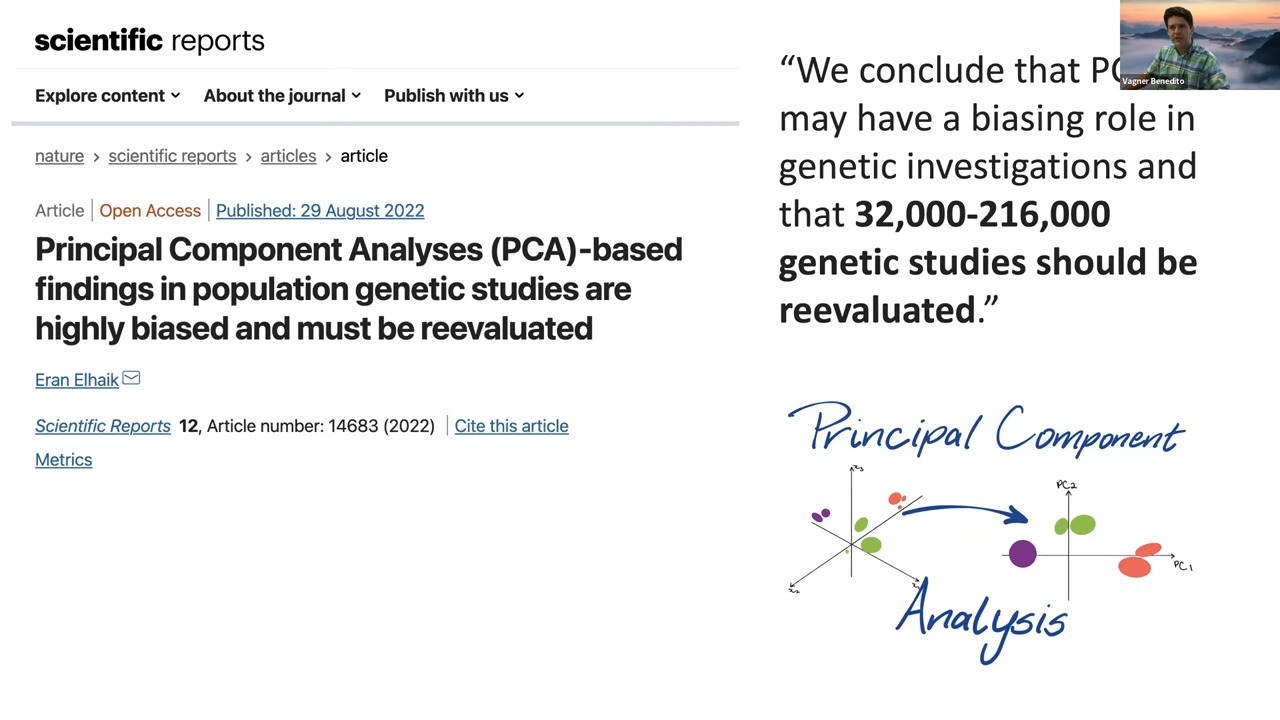 scientific reports
Explore content
About the journal
Publish with us
nature > scientific reports > articles > article
Article | Open Access | Published: 29 August 2022
Principal Component Analyses (PCA)-based
findings in population genetic studies are
highly biased and must be reevaluated
Eran Elhaik
Scientific Reports 12, Article number: 14683 (2022) | Cite this article
Metrics
“We conclude that
may have a biasing role in
genetic investigations and
that 32,000-216,000
genetic studies should be
reevaluated.”
Vagner Benedito
Principal Component
x3
x2
x1
PC2
PC1
Analysis